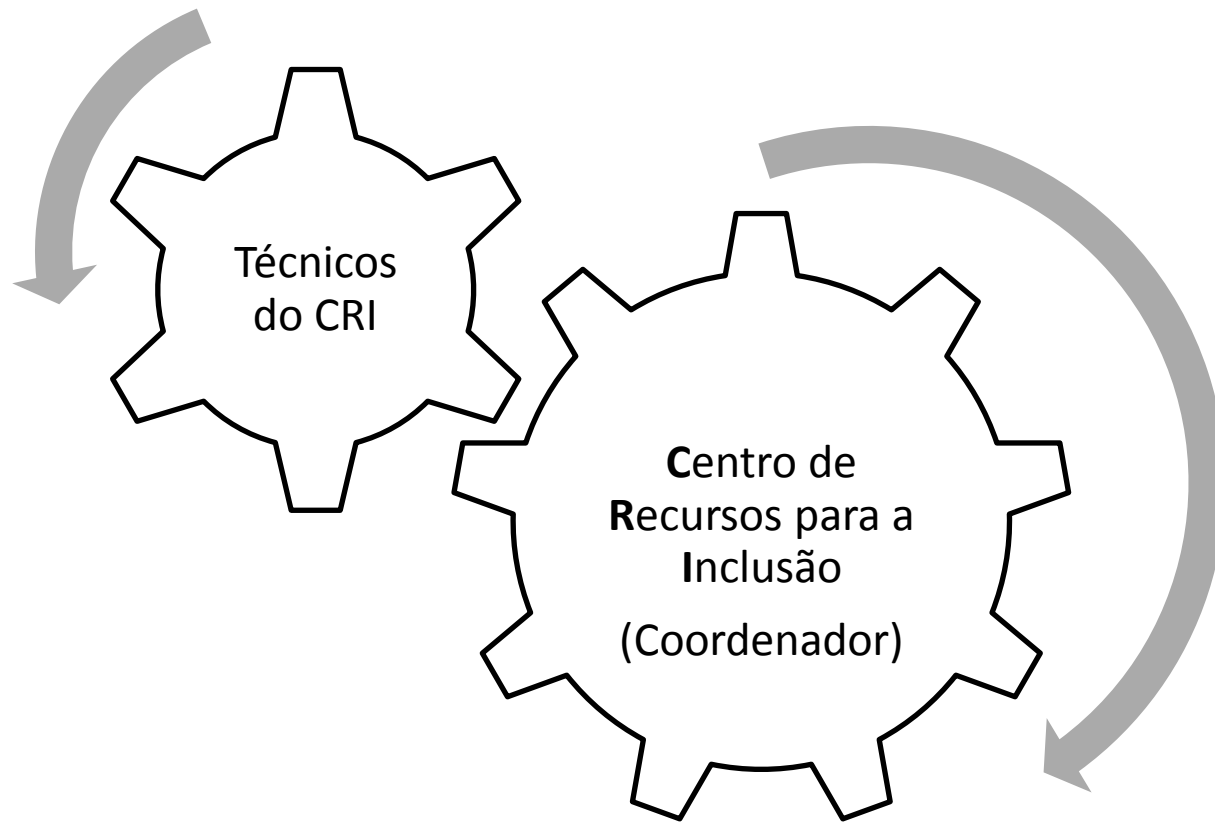 Técnicos
do CRI
Centro de
Recursos para a
Inclusão
(Coordenador)